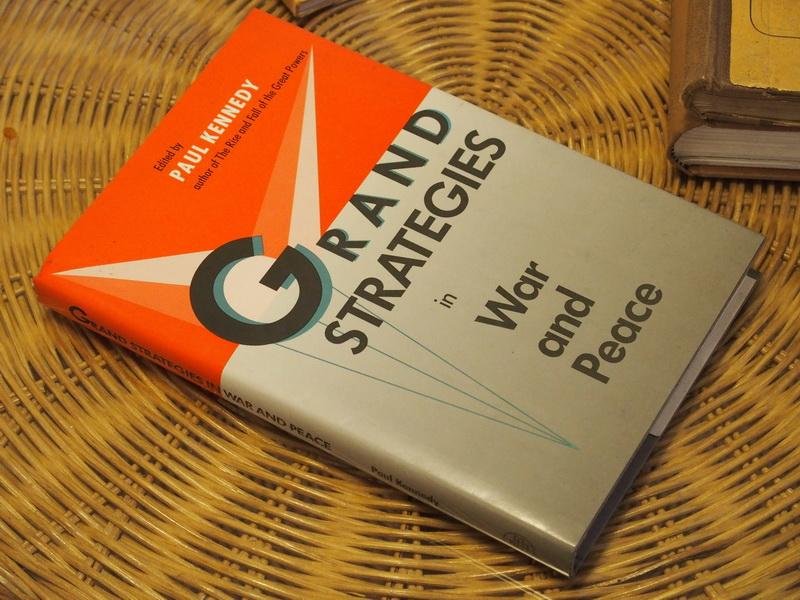 Edited by
PAUL KENNEDY
author of The Rise and Fall of the Great Powers
GRAND
STRATEGIES
in
War
and
Peace
GRAND STRATEGIES IN WAR AND PEACE
Paul Kennedy